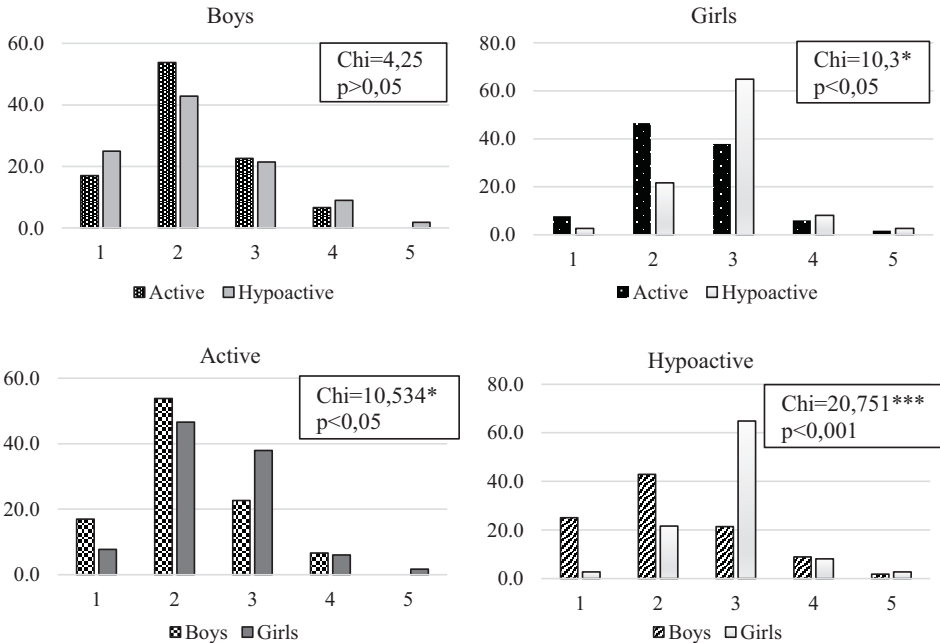 Boys
60.0
40.0
20.0
0.0
Chi=4,25
p>0,05
1 2 3 4 5
Active Hypoactive
Girls
80.0
60.0
40.0
20.0
0.0
Chi=10,3*
p<0,05
1 2 3 4 5
Active Hypoactive
Active
60.0
40.0
20.0
0.0
Chi=10,534*
p<0,05
1 2 3 4 5
Boys Girls
Hypoactive
80.0
60.0
40.0
20.0
0.0
Chi=20,751***
p<0,001
1 2 3 4 5
Boys Girls